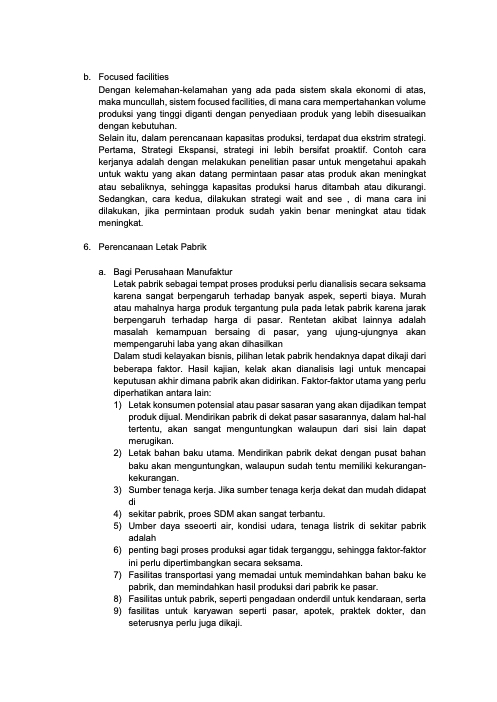 b. Focused facilities
Dengan kelemahan-kelamahan yang ada pada sistem skala ekonomi di atas,
maka muncullah, sistem focused facilities, di mana cara mempertahankan volume
produksi yang tinggi diganti dengan penyediaan produk yang lebih disesuaikan
dengan kebutuhan.
Selain itu, dalam perencanaan kapasitas produksi, terdapat dua ekstrim strategi.
Pertama, Strategi Ekspansi, strategi ini lebih bersifat proaktif. Contoh cara
kerjanya adalah dengan melakukan penelitian pasar untuk mengetahui apakah
untuk waktu yang akan datang permintaan pasar atas produk akan meningkat
atau sebaliknya, sehingga kapasitas produksi harus ditambah atau dikurangi.
Sedangkan, cara kedua, dilakukan strategi wait and see , di mana cara ini
dilakukan, jika permintaan produk sudah yakin benar meningkat atau tidak
meningkat.
6. Perencanaan Letak Pabrik
a. Bagi Perusahaan Manufaktur
Letak pabrik sebagai tempat proses produksi perlu dianalisis secara seksama
karena sangat berpengaruh terhadap banyak aspek, seperti biaya. Murah
atau mahalnya harga produk tergantung pula pada letak pabrik karena jarak
berpengaruh terhadap harga di pasar. Rentetan akibat lainnya adalah
masalah kemampuan bersaing di pasar, yang ujung-ujungnya akan
mempengaruhi laba yang akan dihasilkan
Dalam studi kelayakan bisnis, pilihan letak pabrik hendaknya dapat dikaji dari
beberapa faktor. Hasil kajian, kelak akan dianalisis lagi untuk mencapai
keputusan akhir dimana pabrik akan didirikan. Faktor-faktor utama yang perlu
diperhatikan antara lain:
1) Letak konsumen potensial atau pasar sasaran yang akan dijadikan tempat
produk dijual. Mendirikan pabrik di dekat pasar sasarannya, dalam hal-hal
tertentu, akan sangat menguntungkan walaupun dari sisi lain dapat
merugikan.
2) Letak bahan baku utama. Mendirikan pabrik dekat dengan pusat bahan
baku akan menguntungkan, walaupun sudah tentu memiliki kekurangan-
kekurangan.
3) Sumber tenaga kerja. Jika sumber tenaga kerja dekat dan mudah didapat
di
4) sekitar pabrik, proes SDM akan sangat terbantu.
5) Umber daya sseoerti air, kondisi udara, tenaga listrik di sekitar pabrik
adalah
6) penting bagi proses produksi agar tidak terganggu, sehingga faktor-faktor
ini perlu dipertimbangkan secara seksama.
7) Fasilitas transportasi yang memadai untuk memindahkan bahan baku ke
pabrik, dan memindahkan hasil produksi dari pabrik ke pasar.
8) Fasilitas untuk pabrik, seperti pengadaan onderdil untuk kendaraan, serta
9) fasilitas untuk karyawan seperti pasar, apotek, praktek dokter, dan
seterusnya perlu juga dikaji.